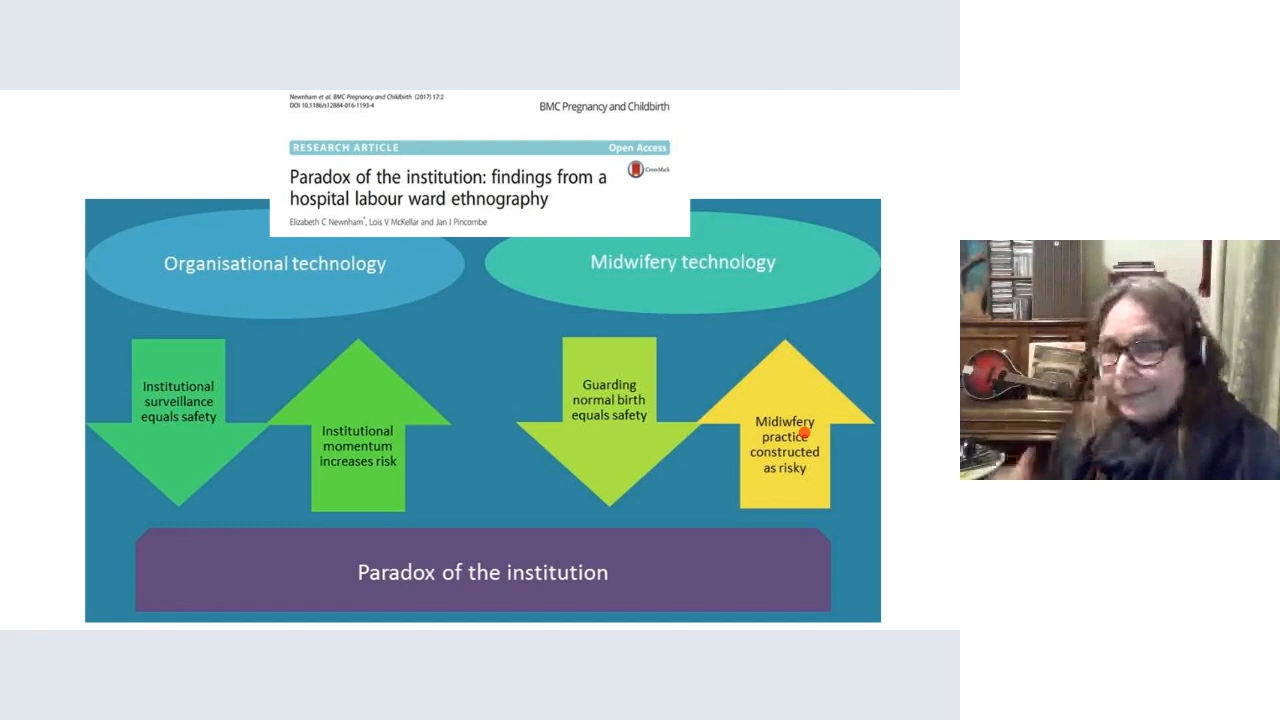 Newnham et al. BMC Pregnancy and Childbirth (2017) 17:2
DOI 10.1186/s12884-016-1193-4
BMC Pregnancy and Childbirth
RESEARCH ARTICLE
Open Access
CrossMark
Paradox of the institution: findings from a
hospital labour ward ethnography
Elizabeth C Newnham*, Lois V McKellar and Jan I Pincombe
Organisational technology
Midwifery technology
Institutional
surveillance
equals safety
Institutional
momentum
increases risk
Guarding
normal birth
equals safety
Midiwfery
practice
constructed
as risky
Paradox of the institution